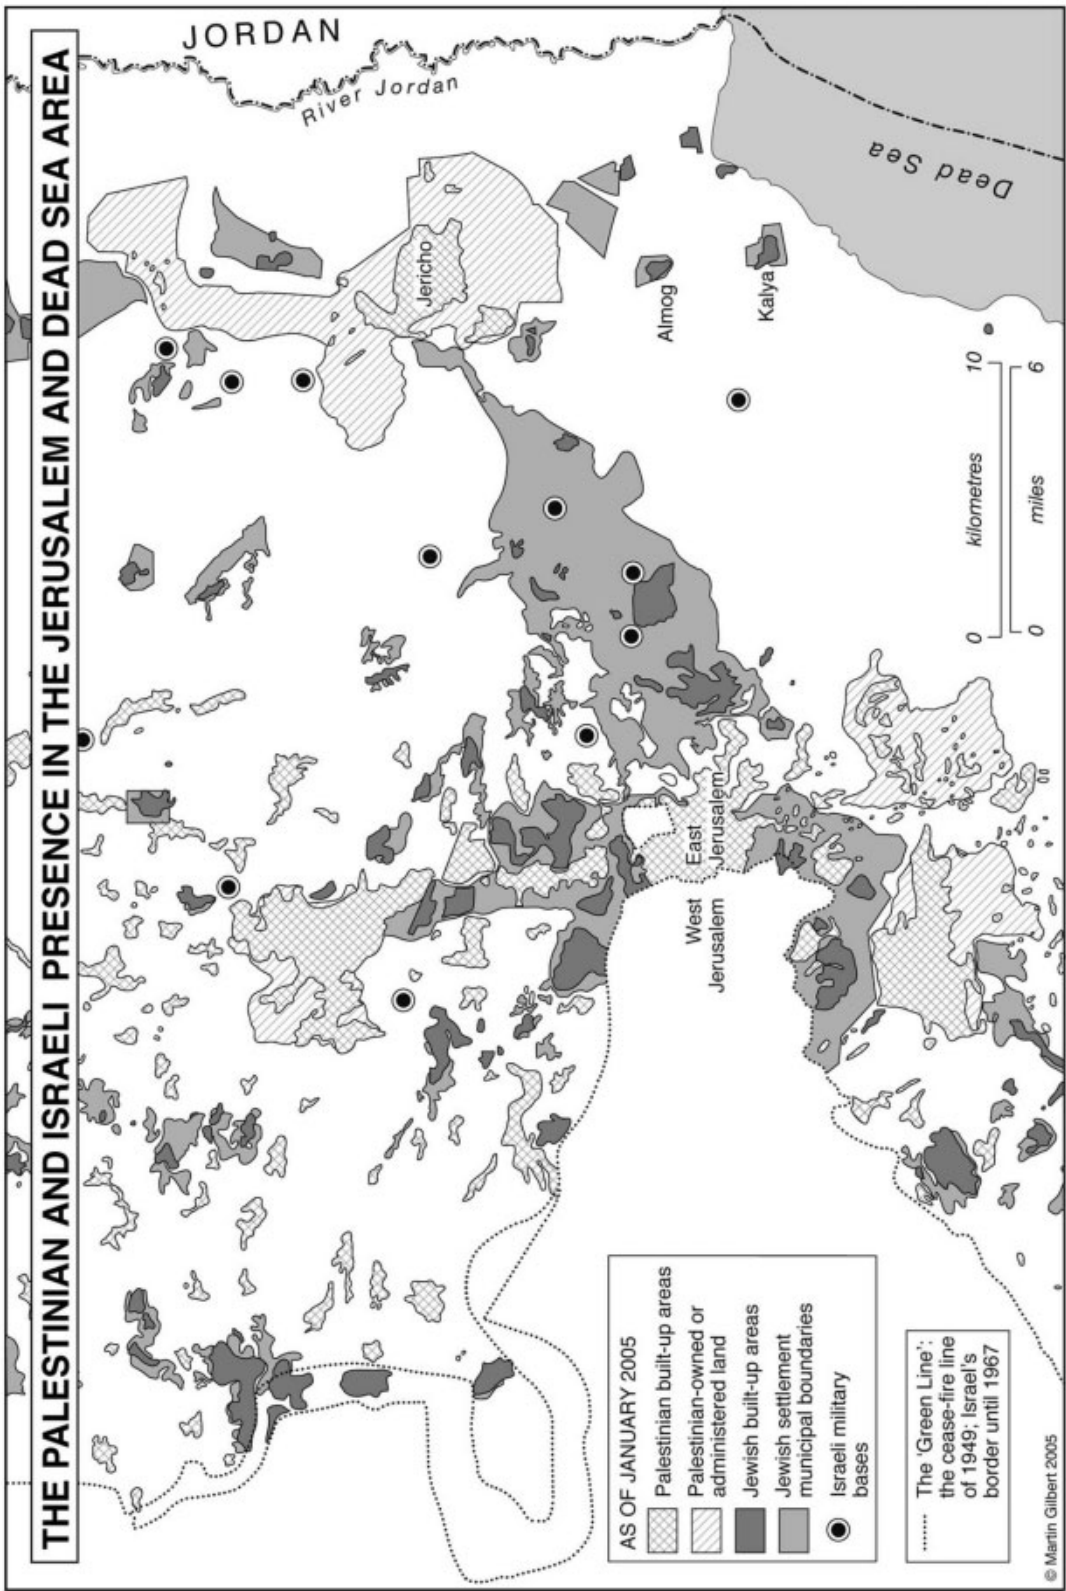 THE PALESTINIAN AND ISRAELI PRESENCE IN THE JERUSALEM AND DEAD SEA AREA
JORDAN
River Jordan
Dead Sea
Jericho
Almog
Kalya
East
Jerusalem
West
Jerusalem
0 kilometres 10
0 miles 6
AS OF JANUARY 2005
Palestinian built-up areas
Palestinian-owned or
administered land
Jewish built-up areas
Jewish settlement
municipal boundaries
Israeli military
bases
The 'Green Line':
the cease-fire line
of 1949; Israel's
border until 1967
© Martin Gilbert 2005